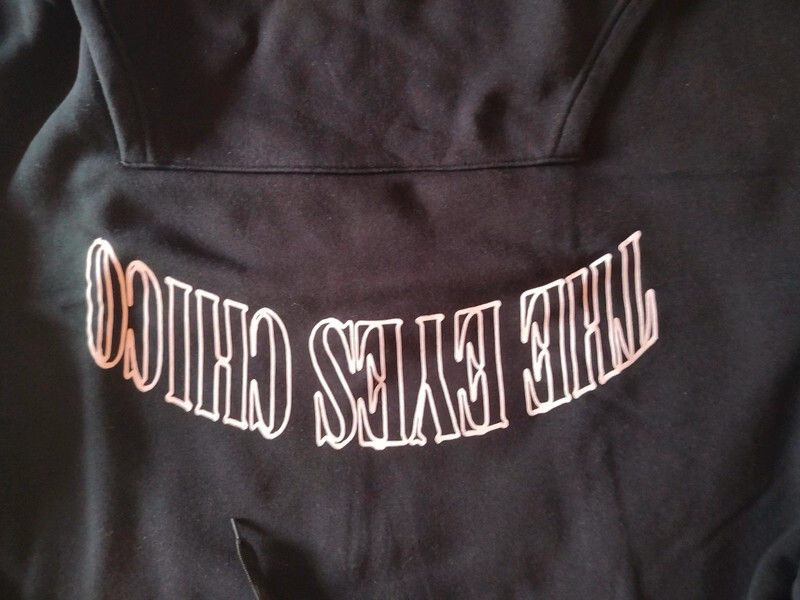 THE EYES CHICO